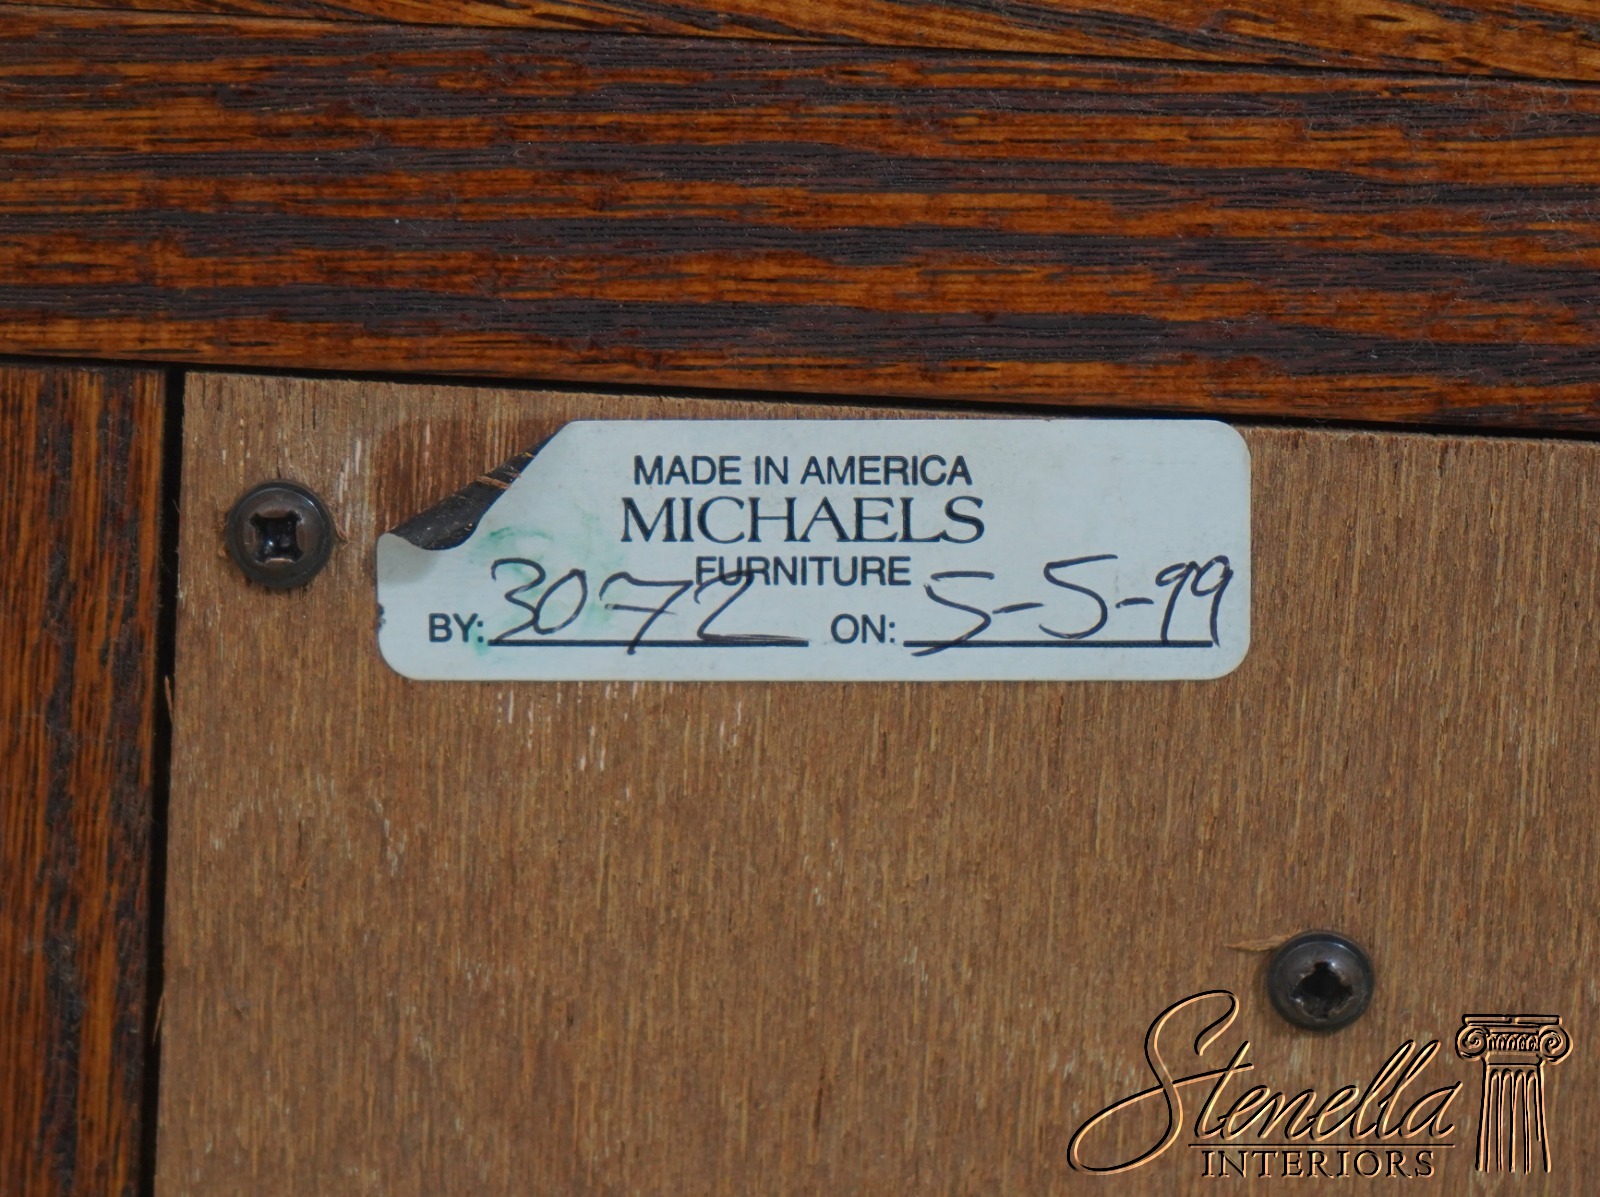 MADE IN AMERICA
MICHAELS
FURNITURE
BY: 3072 ON: 5-5-99
Stenella
INTERIORS